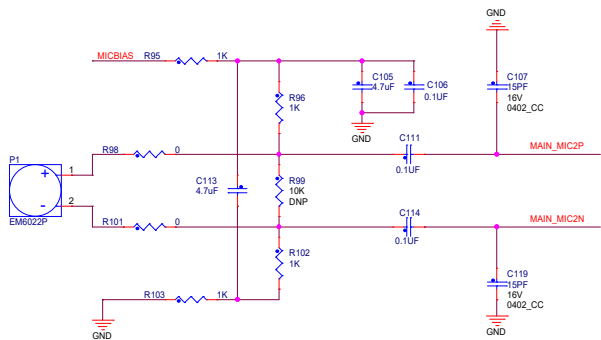 GND
MICBIAS
R95
1K
R96
1K
C105
4.7uF
C106
0.1UF
GND
C107
15PF
16V
0402_CC
C111
0.1UF
MAIN_MIC2P
P1
R98
0
1
+
2
-
EM6022P
C113
4.7uF
R99
10K
DNP
R101
0
C114
0.1UF
MAIN_MIC2N
R102
1K
C119
15PF
16V
0402_CC
GND
R103
1K
GND